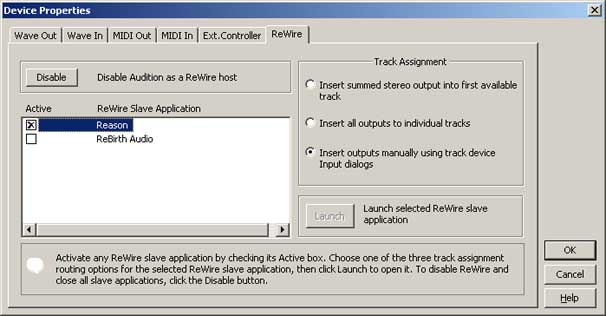 Device Properties
Wave Out Wave In MIDI Out MIDI In Ext.Controller ReWire
Disable Disable Audition as a ReWire host
Active ReWire Slave Application
Reason
ReBirth Audio
Track Assignment
Insert summed stereo output into first available
track
Insert all outputs to individual tracks
Insert outputs manually using track device
Input dialogs
Launch
Launch selected ReWire slave
application
Activate any ReWire slave application by checking its Active box. Choose one of the three track assignment
routing options for the selected ReWire slave application, then click Launch to open it. To disable ReWire and
close all slave applications, click the Disable button.
OK
Cancel
Help